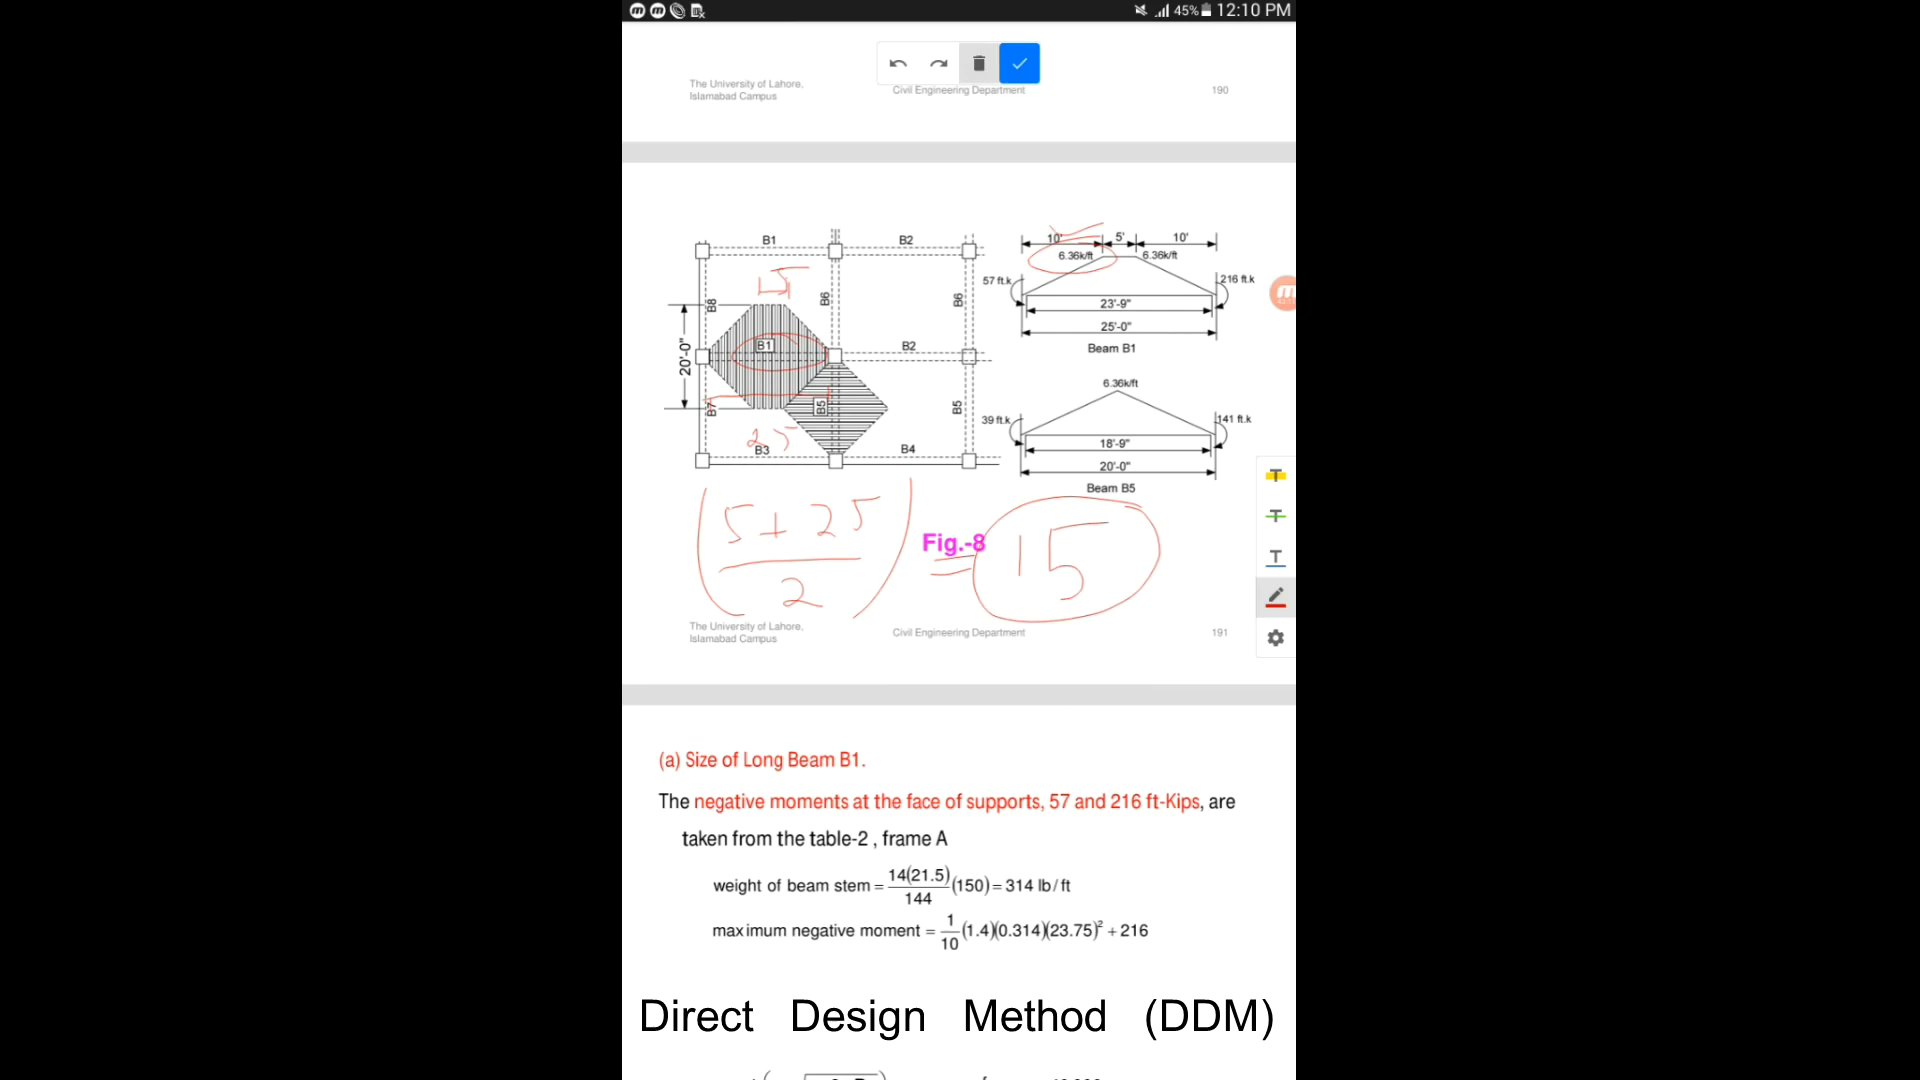 45% 12:10 PM
The University of Lahore, Islamabad Campus
Civil Engineering Department
190
B1
B2
10'
5'
10'
6.36k/ft
6.36k/ft
57 ft.k
216 ft.k
15
B8
B6
B6
23'-9"
25'-0"
Beam B1
20'-0"
B1
B2
6.36k/ft
B7
B5
B5
39 ft.k
141 ft.k
25
B3
B4
18'-9"
20'-0"
Beam B5
(5+25
2) = 15
Fig.-8
The University of Lahore, Islamabad Campus
Civil Engineering Department
191
(a) Size of Long Beam B1.
The negative moments at the face of supports, 57 and 216 ft-Kips, are
taken from the table-2 , frame A
weight of beam stem = 14(21.5)/144 (150) = 314 lb/ft
maximum negative moment = 1/10 (1.4)(0.314)(23.75)² + 216
Direct Design Method (DDM)